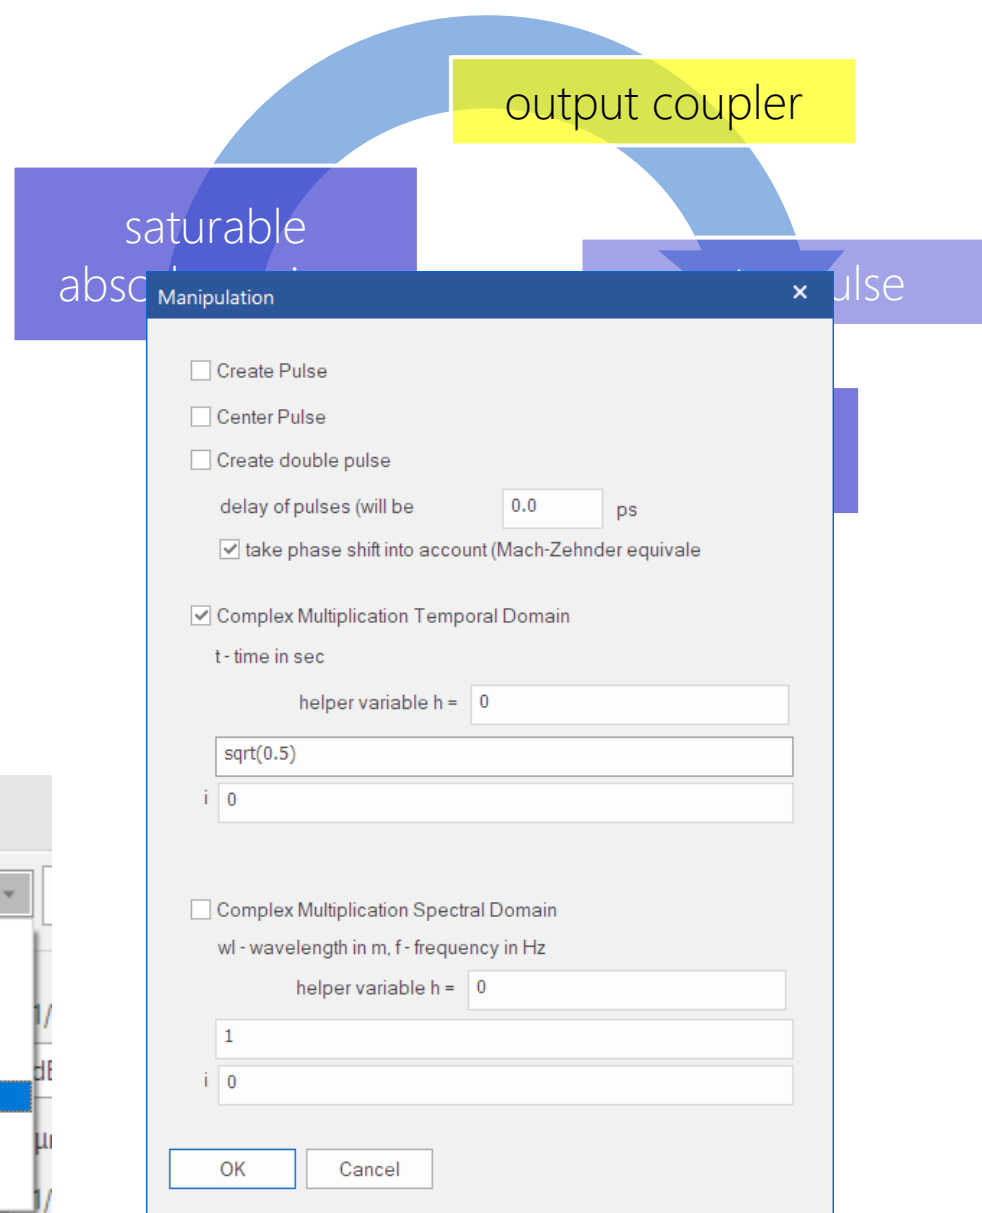 output coupler
saturable
ulse
Manipulation
Create Pulse
Center Pulse
Create double pulse
delay of pulses (will be 0.0 ps
take phase shift into account (Mach-Zehnder equivale
Complex Multiplication Temporal Domain
t - time in sec
helper variable h = 0
sqrt(0.5)
i 0
Complex Multiplication Spectral Domain
wl - wavelength in m, f - frequency in Hz
helper variable h = 0
1
i 0
OK Cancel
1/
1/